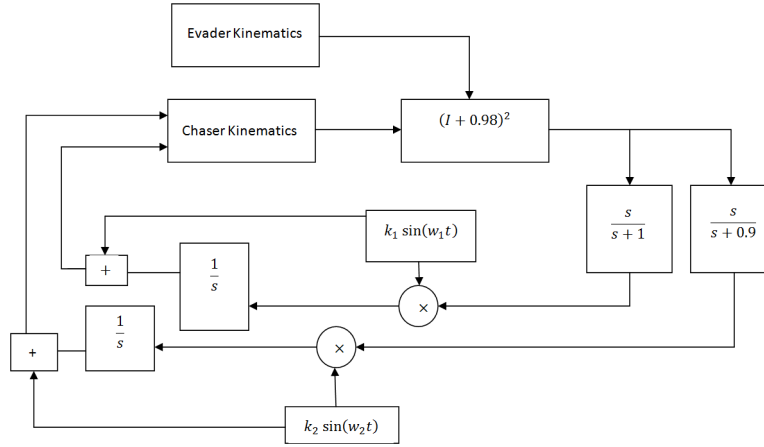 Evader Kinematics
Chaser Kinematics
(I + 0.98)²
k₁ sin(w₁t)
s
s + 1
s
s + 0.9
+
1
s
×
1
s
+
×
k₂ sin(w₂t)